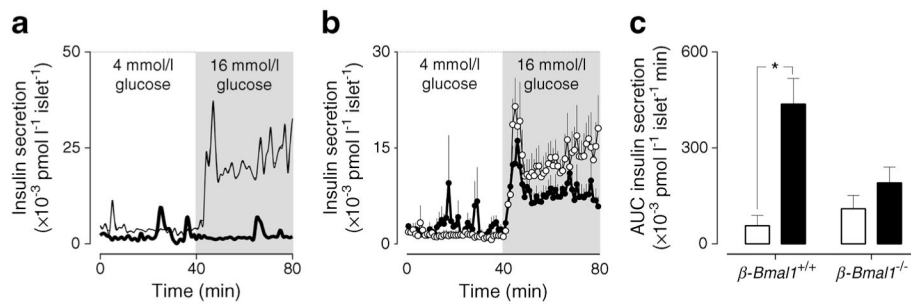 a
50
25
0
Insulin secretion
(×10⁻³ pmol l⁻¹ islet⁻¹)
4 mmol/l
glucose
16 mmol/l
glucose
0
40
80
Time (min)
b
30
15
0
Insulin secretion
(×10⁻³ pmol l⁻¹ islet⁻¹)
4 mmol/l
glucose
16 mmol/l
glucose
0
40
80
Time (min)
c
600
300
0
AUC insulin secretion
(×10⁻³ pmol l⁻¹ islet⁻¹ min)
*
β-Bmal1⁺/⁺
β-Bmal1⁻/⁻